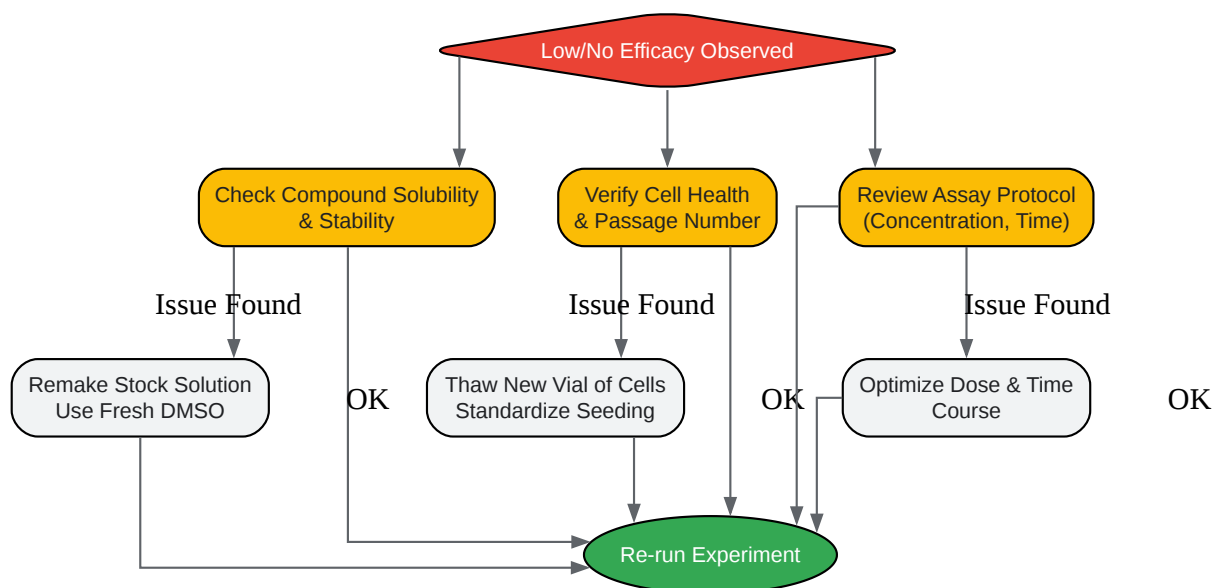 Low/No Efficacy Observed
Check Compound Solubility
& Stability
Verify Cell Health
& Passage Number
Review Assay Protocol
(Concentration, Time)
Issue Found
Issue Found
Issue Found
Remake Stock Solution
Use Fresh DMSO
OK
Thaw New Vial of Cells
Standardize Seeding
OK
Optimize Dose & Time
Course
OK
Re-run Experiment